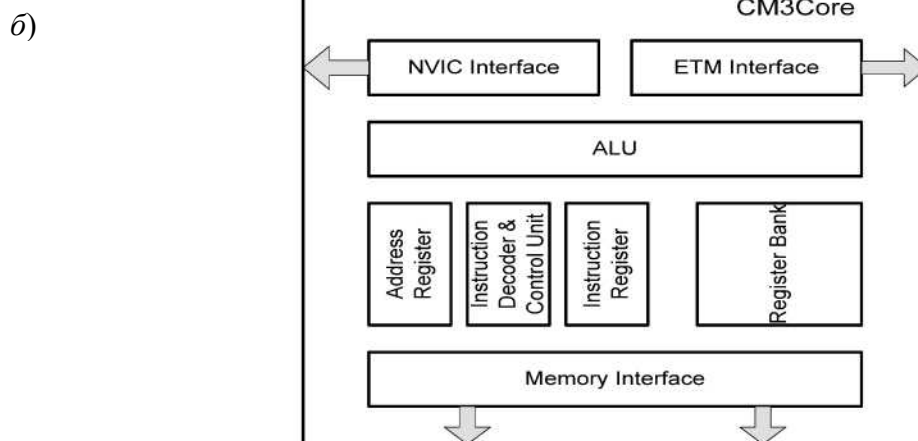 б)
CM3Core
NVIC Interface
ETM Interface
ALU
Address
Register
Instruction
Decoder &
Control Unit
Instruction
Register
Register Bank
Memory Interface